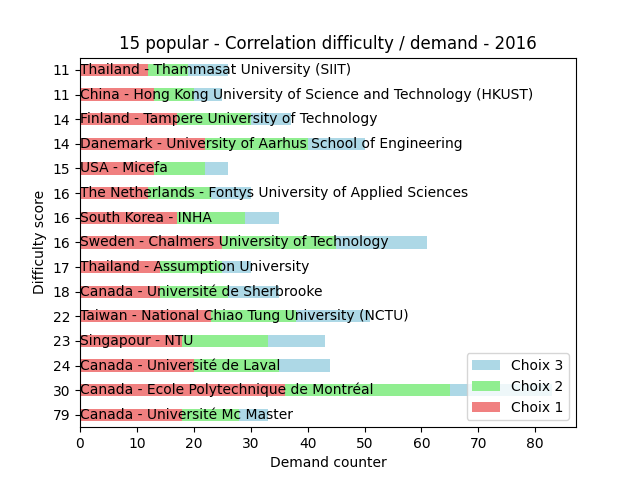 15 popular - Correlation difficulty / demand - 2016
Difficulty score
11 Thailand - Thammasat University (SIIT)
11 China - Hong Kong University of Science and Technology (HKUST)
14 Finland - Tampere University of Technology
14 Danemark - University of Aarhus School of Engineering
15 USA - Micefa
16 The Netherlands - Fontys University of Applied Sciences
16 South Korea - INHA
16 Sweden - Chalmers University of Technology
17 Thailand - Assumption University
18 Canada - Université de Sherbrooke
22 Taiwan - National Chiao Tung University (NCTU)
23 Singapour - NTU
24 Canada - Université de Laval
30 Canada - Ecole Polytechnique de Montréal
79 Canada - Université Mc Master
Choix 3
Choix 2
Choix 1
0 10 20 30 40 50 60 70 80
Demand counter